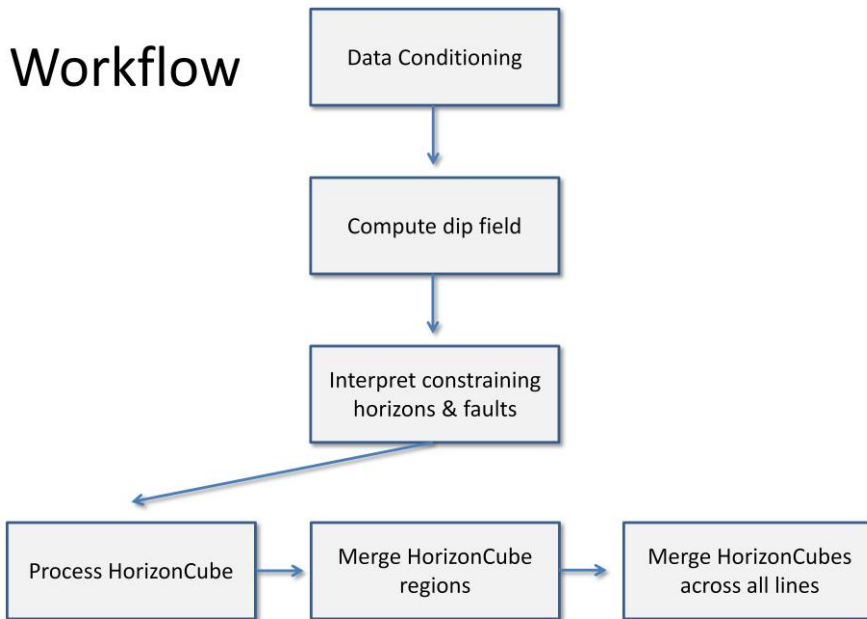 Workflow
Data Conditioning
Compute dip field
Interpret constraining
horizons & faults
Process HorizonCube
Merge HorizonCube
regions
Merge HorizonCubes
across all lines